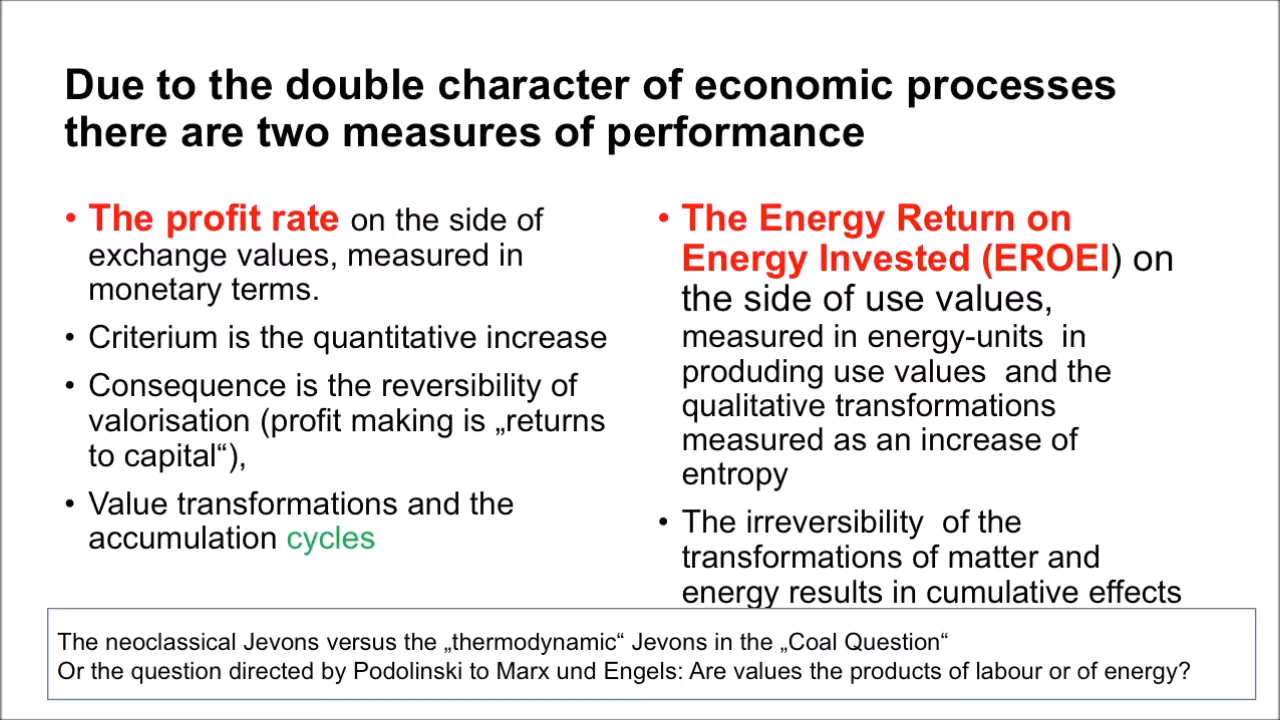 Due to the double character of economic processes
there are two measures of performance
• The profit rate on the side of
exchange values, measured in
monetary terms.
• Criterium is the quantitative increase
• Consequence is the reversibility of
valorisation (profit making is „returns
to capital“),
• Value transformations and the
accumulation cycles
• The Energy Return on
Energy Invested (EROEI) on
the side of use values,
measured in energy-units in
produding use values and the
qualitative transformations
measured as an increase of
entropy
• The irreversibility of the
transformations of matter and
energy results in cumulative effects
The neoclassical Jevons versus the „thermodynamic“ Jevons in the „Coal Question“
Or the question directed by Podolinski to Marx und Engels: Are values the products of labour or of energy?